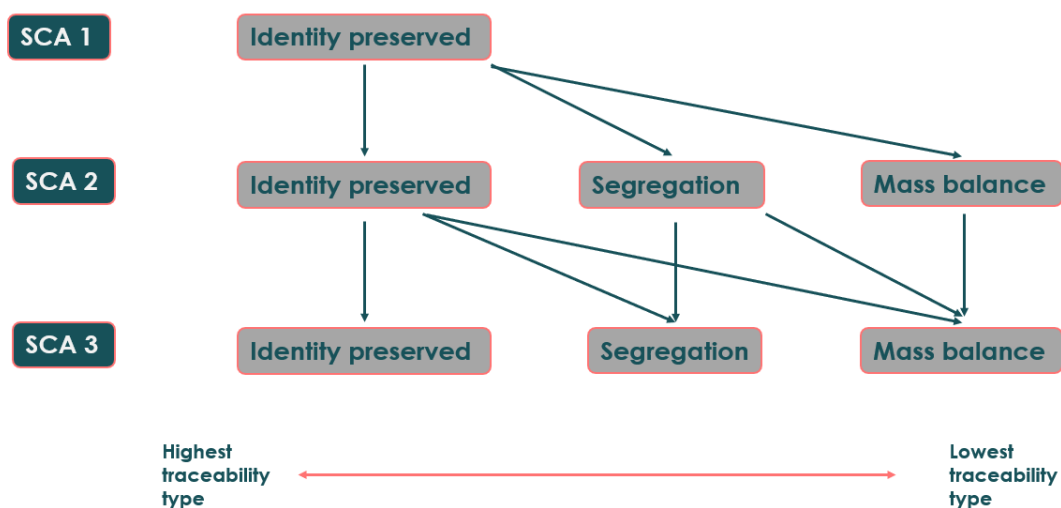 SCA 1
Identity preserved
SCA 2
Identity preserved
Segregation
Mass balance
SCA 3
Identity preserved
Segregation
Mass balance
Highest
traceability
type
Lowest
traceability
type